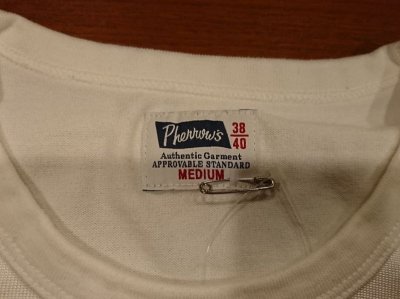 Pherrow's
38
40
Authentic Garment
APPROVABLE STANDARD
MEDIUM